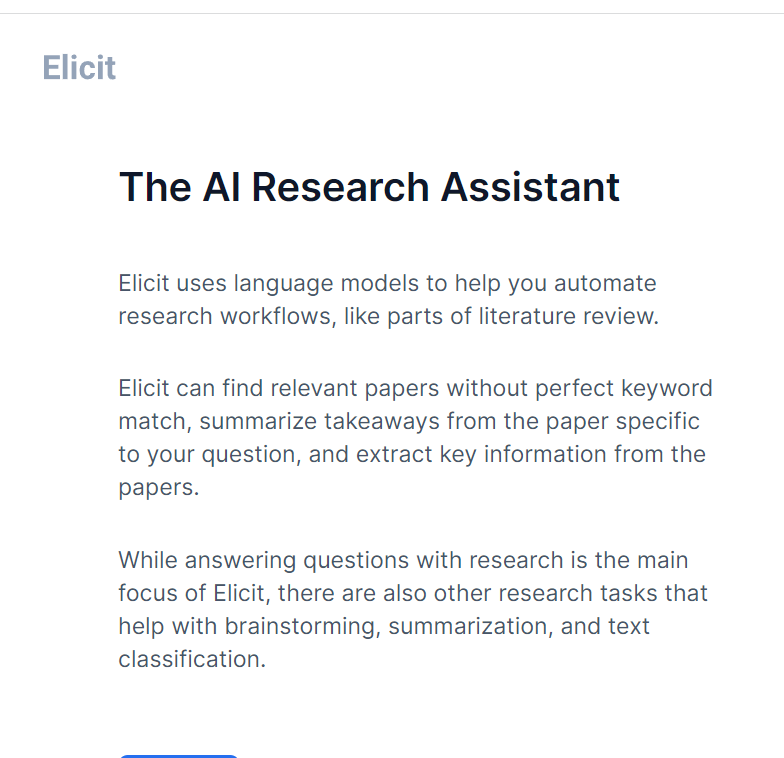 Elicit
The AI Research Assistant
Elicit uses language models to help you automate
research workflows, like parts of literature review.
Elicit can find relevant papers without perfect keyword
match, summarize takeaways from the paper specific
to your question, and extract key information from the
papers.
While answering questions with research is the main
focus of Elicit, there are also other research tasks that
help with brainstorming, summarization, and text
classification.